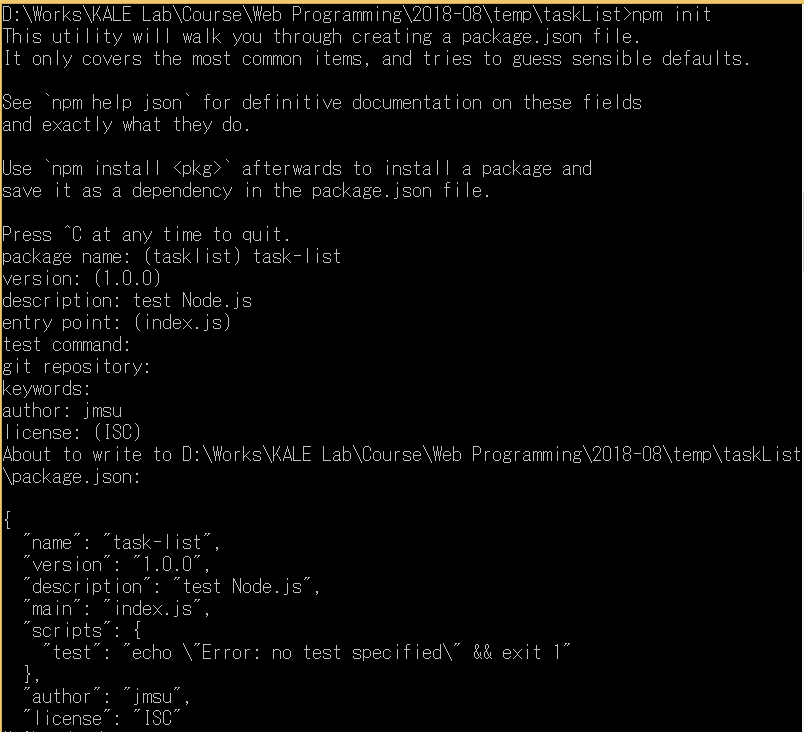 D:\Works\KALE Lab\Course\Web Programming\2018-08\temp\taskList>npm init
This utility will walk you through creating a package.json file.
It only covers the most common items, and tries to guess sensible defaults.

See `npm help json` for definitive documentation on these fields
and exactly what they do.

Use `npm install <pkg>` afterwards to install a package and
save it as a dependency in the package.json file.

Press ^C at any time to quit.
package name: (tasklist) task-list
version: (1.0.0)
description: test Node.js
entry point: (index.js)
test command:
git repository:
keywords:
author: jmsu
license: (ISC)
About to write to D:\Works\KALE Lab\Course\Web Programming\2018-08\temp\taskList
\package.json:

{
  "name": "task-list",
  "version": "1.0.0",
  "description": "test Node.js",
  "main": "index.js",
  "scripts": {
    "test": "echo \"Error: no test specified\" && exit 1"
  },
  "author": "jmsu",
  "license": "ISC"